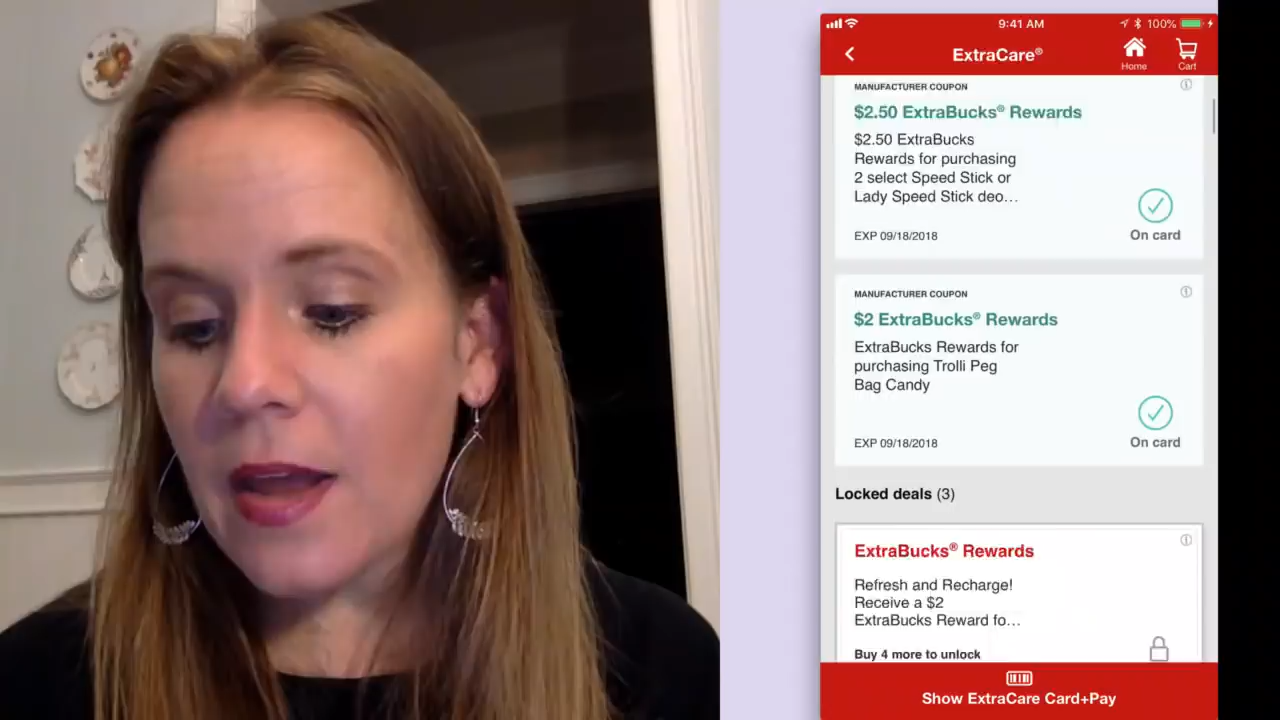 9:41 AM
100%
ExtraCare®
Home
Cart
MANUFACTURER COUPON
$2.50 ExtraBucks® Rewards
$2.50 ExtraBucks
Rewards for purchasing
2 select Speed Stick or
Lady Speed Stick deo…
EXP 09/18/2018
On card
MANUFACTURER COUPON
$2 ExtraBucks® Rewards
ExtraBucks Rewards for
purchasing Trolli Peg
Bag Candy
EXP 09/18/2018
On card
Locked deals (3)
ExtraBucks® Rewards
Refresh and Recharge!
Receive a $2
ExtraBucks Reward fo…
Buy 4 more to unlock
Show ExtraCare Card+Pay